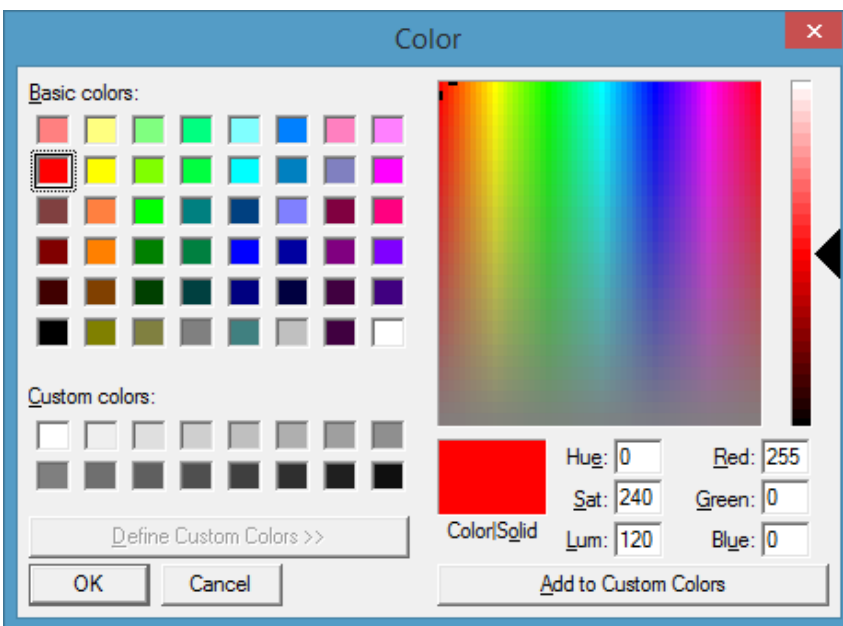 Color
Basic colors:
Custom colors:
Define Custom Colors >>
OK
Cancel
Color|Solid
Hue: 0
Sat: 240
Lum: 120
Red: 255
Green: 0
Blue: 0
Add to Custom Colors